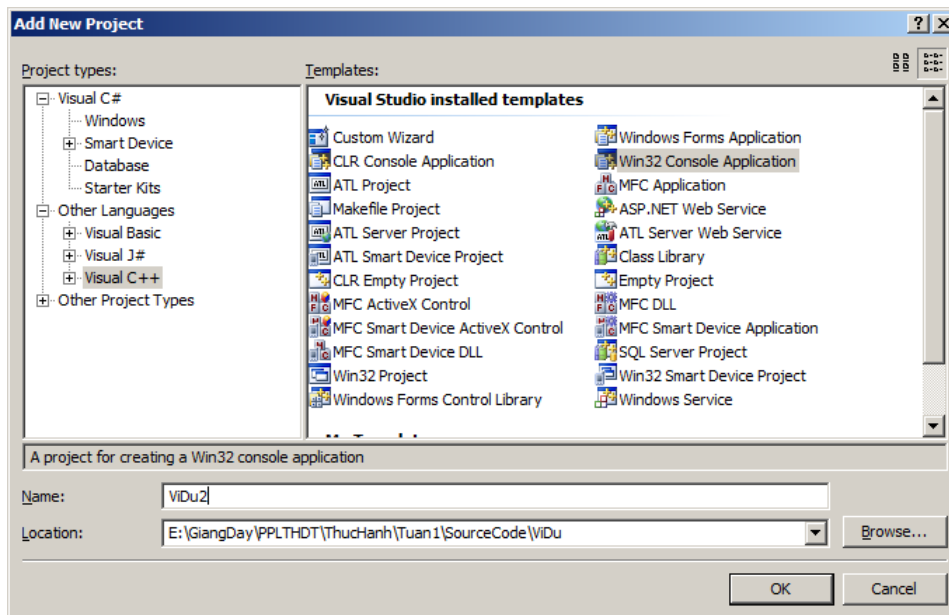 Add New Project
Project types:
Templates:
Visual C#
Windows
Smart Device
Database
Starter Kits
Other Languages
Visual Basic
Visual J#
Visual C++
Other Project Types
Visual Studio installed templates
Custom Wizard
Windows Forms Application
CLR Console Application
Win32 Console Application
ATL Project
MFC Application
Makefile Project
ASP.NET Web Service
ATL Server Project
ATL Server Web Service
ATL Smart Device Project
Class Library
CLR Empty Project
Empty Project
MFC ActiveX Control
MFC DLL
MFC Smart Device ActiveX Control
MFC Smart Device Application
MFC Smart Device DLL
SQL Server Project
Win32 Project
Win32 Smart Device Project
Windows Forms Control Library
Windows Service
A project for creating a Win32 console application
Name:
ViDu2
Location:
E:\GiangDay\PPLTHDT\ThucHanh\Tuan1\SourceCode\ViDu
Browse...
OK
Cancel